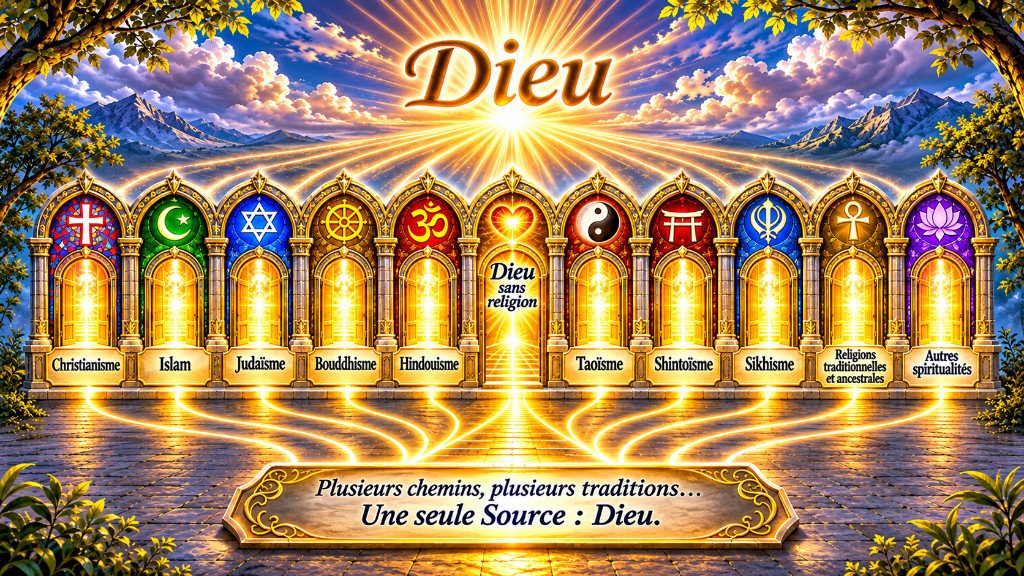 Dieu
Dieu
sans
religion
Christianisme
Islam
Judaïsme
Bouddhisme
Hindouisme
Taoïsme
Shintoïsme
Sikhisme
Religions
traditionnelles
et ancestrales
Autres
spiritualités
Plusieurs chemins, plusieurs traditions...
Une seule Source : Dieu.